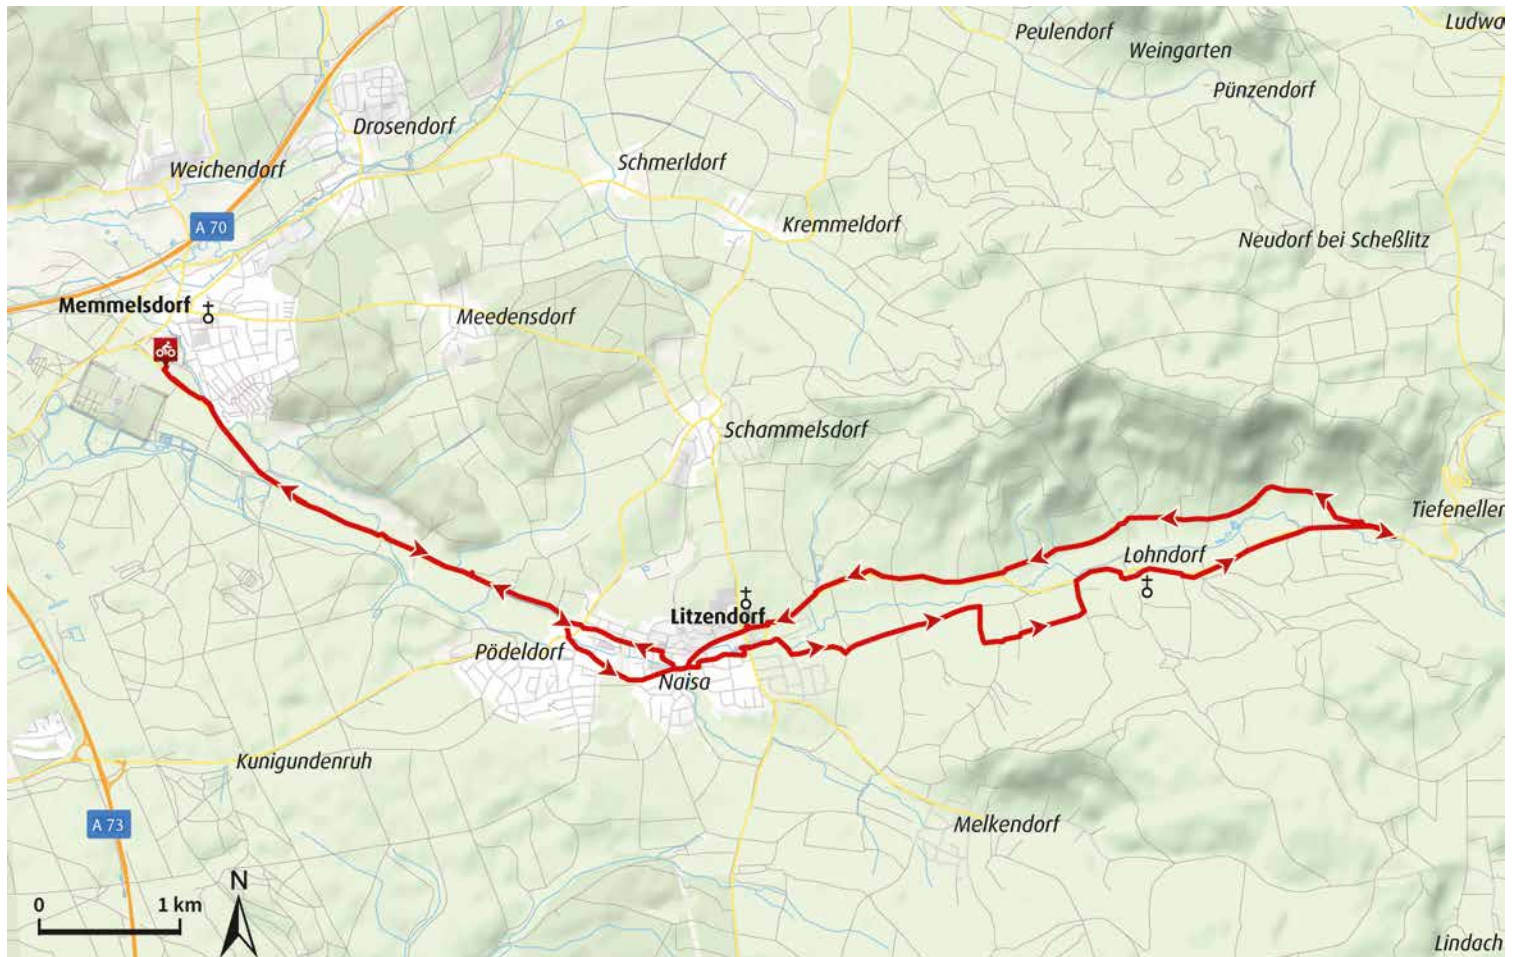 Ludwa
Peulendorf
Weingarten
Pünzendorf
Drosendorf
Weichendorf
Schmerldorf
A 70
Kremmeldorf
Neudorf bei Scheßlitz
Memmelsdorf
Meedensdorf
Schammelsdorf
Tiefeneller
Lohndorf
Litzendorf
Pödeldorf
Naisa
Kunigundenruh
A 73
Melkendorf
N
0 1 km
Lindach